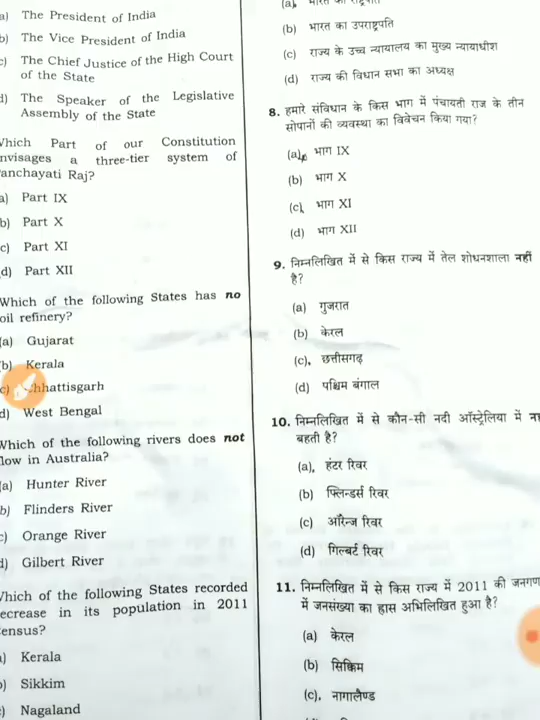 a) The President of India
b) The Vice President of India
c) The Chief Justice of the High Court
of the State
d) The Speaker of the Legislative
Assembly of the State
Which Part of our Constitution
nvisages a three-tier system of
anchayati Raj?
a) Part IX
b) Part X
c) Part XI
d) Part XII
Which of the following States has no
oil refinery?
(a) Gujarat
(b) Kerala
c) Chhattisgarh
d) West Bengal
Which of the following rivers does not
low in Australia?
(a) Hunter River
b) Flinders River
c) Orange River
d) Gilbert River
Which of the following States recorded
ecrease in its population in 2011
ensus?
a) Kerala
b) Sikkim
c) Nagaland
(a)
(b) भारत का उपराष्ट्रपति
(c) राज्य के उच्च न्यायालय का मुख्य न्यायाधीश
(d) राज्य की विधान सभा का अध्यक्ष
8. हमारे संविधान के किस भाग में पंचायती राज के तीन
सोपानों की व्यवस्था का विवेचन किया गया?
(a) भाग IX
(b) भाग X
(c) भाग XI
(d) भाग XII
9. निम्नलिखित में से किस राज्य में तेल शोधनशाला नहीं
है?
(a) गुजरात
(b) केरल
(c) छत्तीसगढ़
(d) पश्चिम बंगाल
10. निम्नलिखित में से कौन-सी नदी ऑस्ट्रेलिया में न
बहती है?
(a) हंटर रिवर
(b) फ्लिन्डर्स रिवर
(c) ऑरेन्ज रिवर
(d) गिल्बर्ट रिवर
11. निम्नलिखित में से किस राज्य में 2011 की जनगण
में जनसंख्या का ह्रास अभिलिखित हुआ है?
(a) केरल
(b) सिक्किम
(c) नागालैण्ड